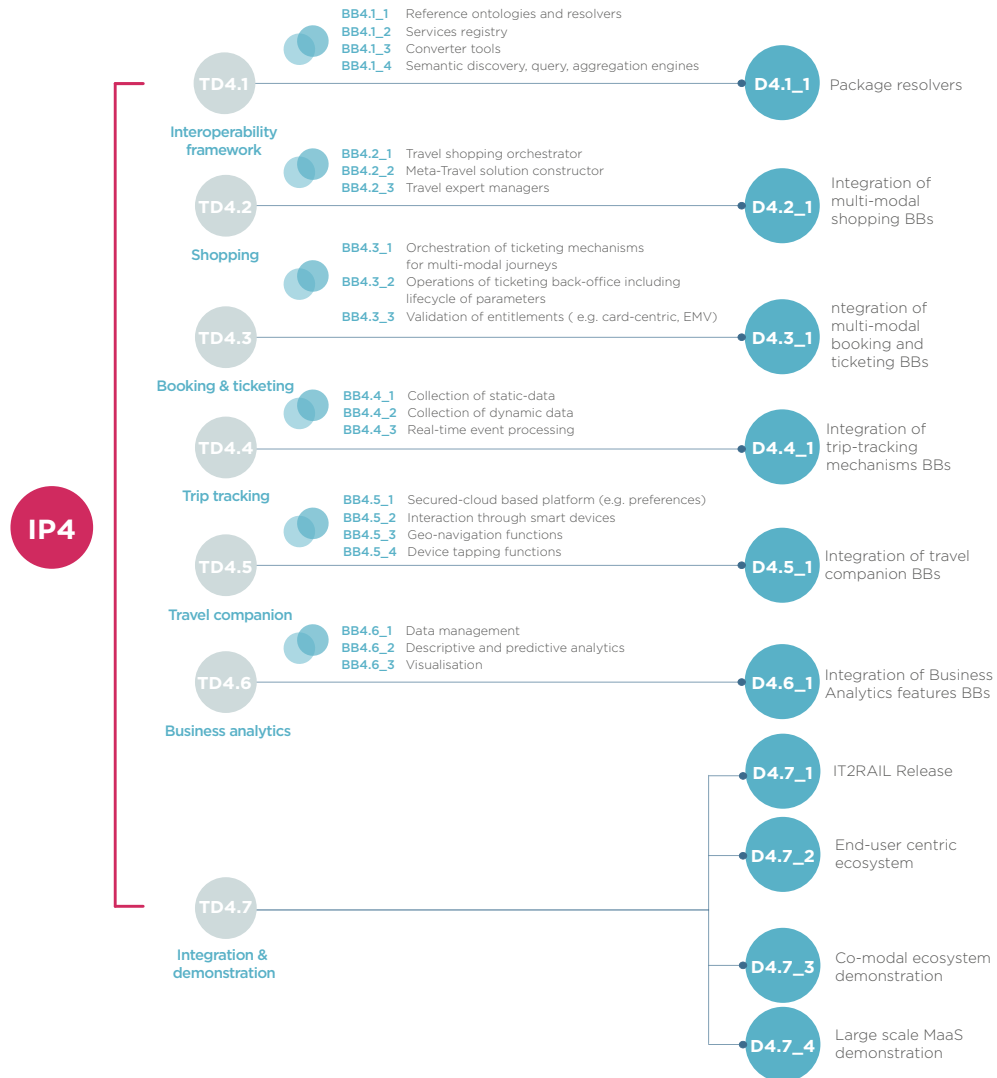 BB4.1_1 Reference ontologies and resolvers
BB4.1_2 Services registry
BB4.1_3 Converter tools
BB4.1_4 Semantic discovery, query, aggregation engines
TD4.1
D4.1_1
Package resolvers
Interoperability
framework
BB4.2_1 Travel shopping orchestrator
BB4.2_2 Meta-Travel solution constructor
BB4.2_3 Travel expert managers
TD4.2
D4.2_1
Integration of
multi-modal
shopping BBs
Shopping
BB4.3_1 Orchestration of ticketing mechanisms
for multi-modal journeys
BB4.3_2 Operations of ticketing back-office including
lifecycle of parameters
BB4.3_3 Validation of entitlements ( e.g. card-centric, EMV)
TD4.3
D4.3_1
ntegration of
multi-modal
booking and
ticketing BBs
Booking & ticketing
BB4.4_1 Collection of static-data
BB4.4_2 Collection of dynamic data
BB4.4_3 Real-time event processing
TD4.4
D4.4_1
Integration of
trip-tracking
mechanisms BBs
Trip tracking
IP4
BB4.5_1 Secured-cloud based platform (e.g. preferences)
BB4.5_2 Interaction through smart devices
BB4.5_3 Geo-navigation functions
BB4.5_4 Device tapping functions
TD4.5
D4.5_1
Integration of travel
companion BBs
Travel companion
BB4.6_1 Data management
BB4.6_2 Descriptive and predictive analytics
BB4.6_3 Visualisation
TD4.6
D4.6_1
Integration of Business
Analytics features BBs
Business analytics
D4.7_1
IT2RAIL Release
D4.7_2
End-user centric
ecosystem
TD4.7
Integration &
demonstration
D4.7_3
Co-modal ecosystem
demonstration
D4.7_4
Large scale MaaS
demonstration